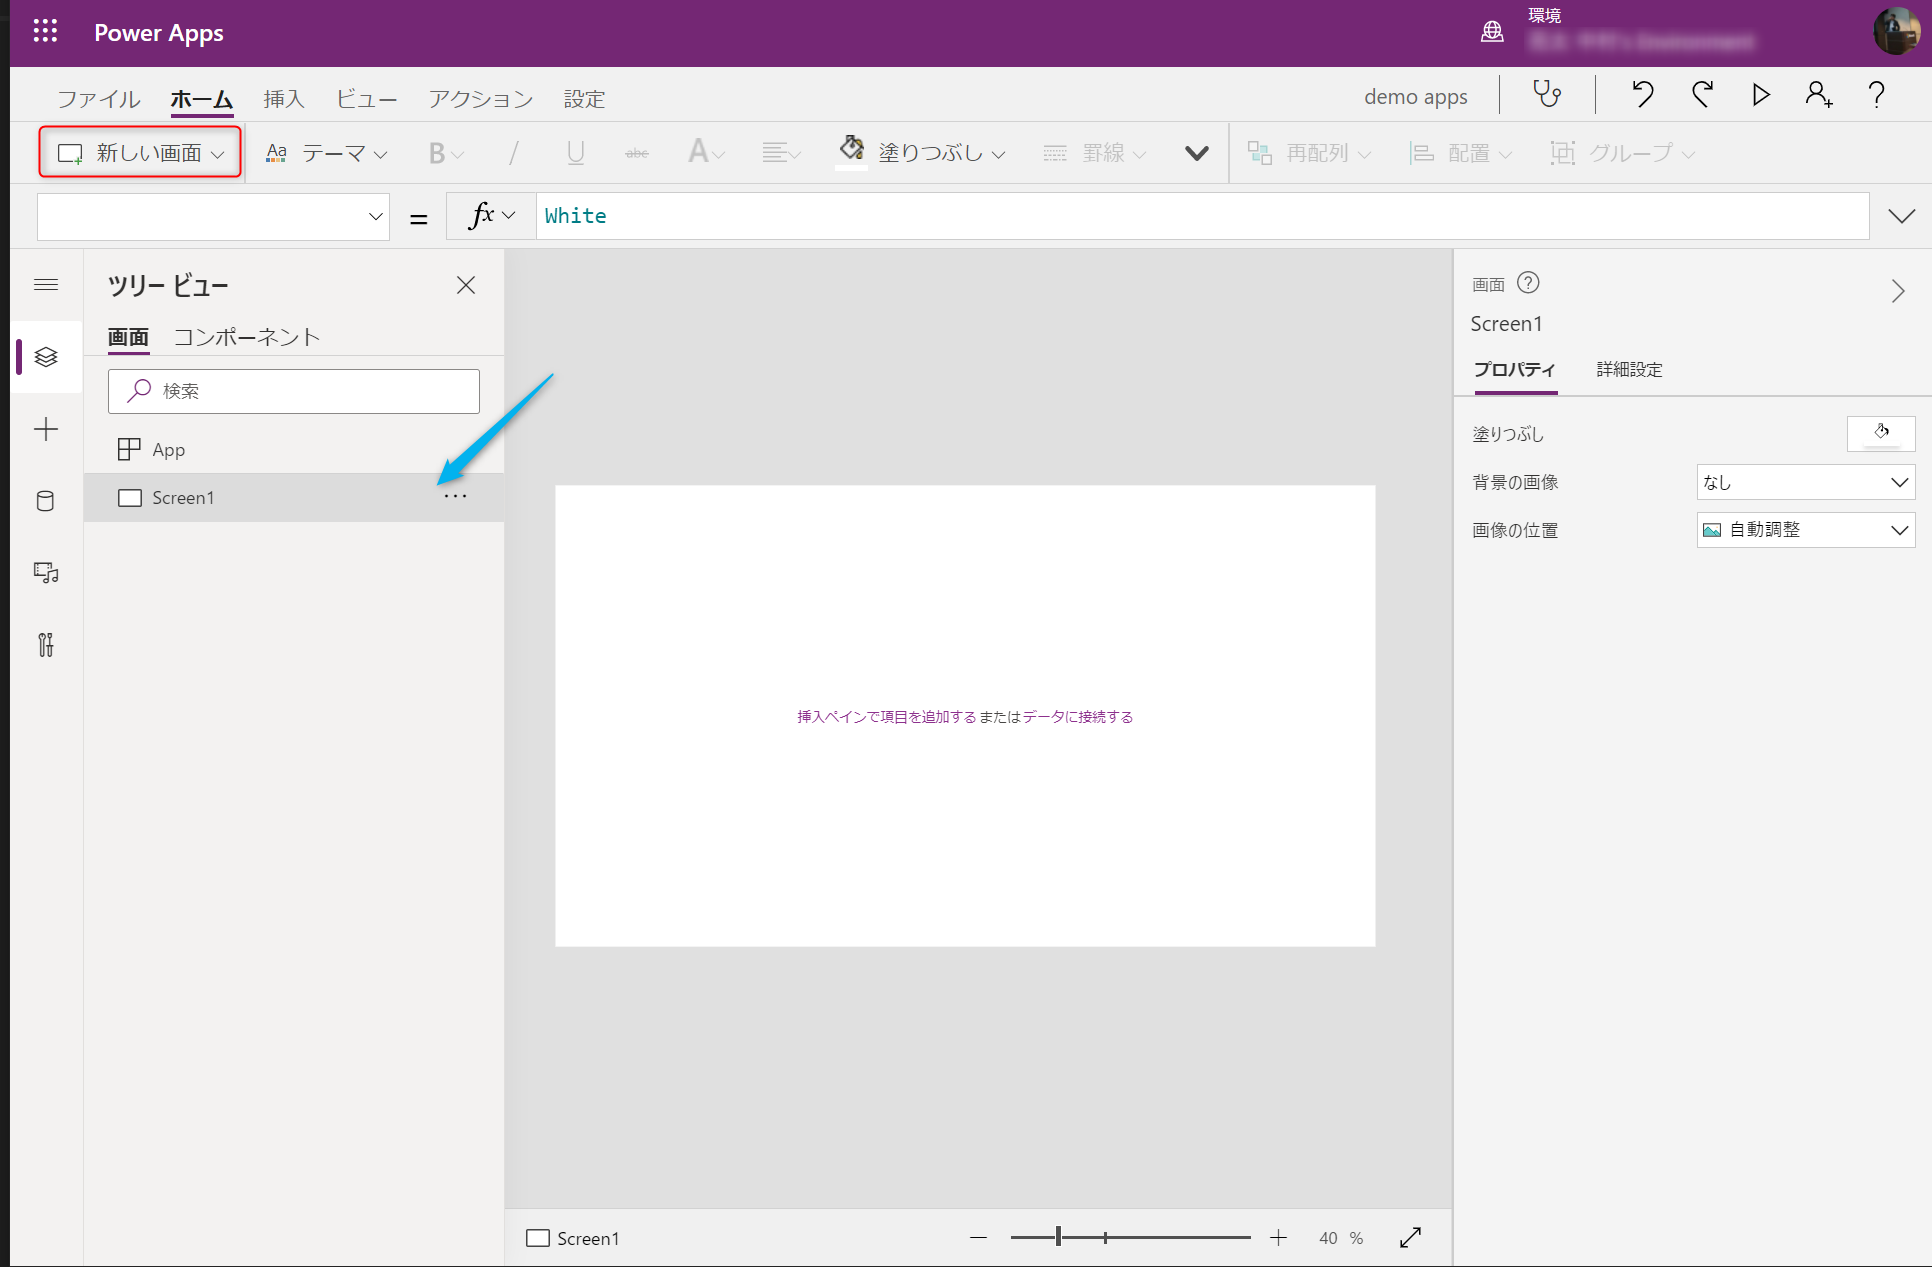 Power Apps
環境
ファイル ホーム 挿入 ビュー アクション 設定
demo apps
新しい画面 Aa テーマ B / U abc A 塗りつぶし 罫線 再配列 配置 グループ
= fx White
ツリー ビュー
画面 コンポーネント
検索
App
Screen1 ...
挿入ペインで項目を追加する または データに接続する
画面 ?
Screen1
プロパティ 詳細設定
塗りつぶし
背景の画像 なし
画像の位置 自動調整
Screen1 40 %